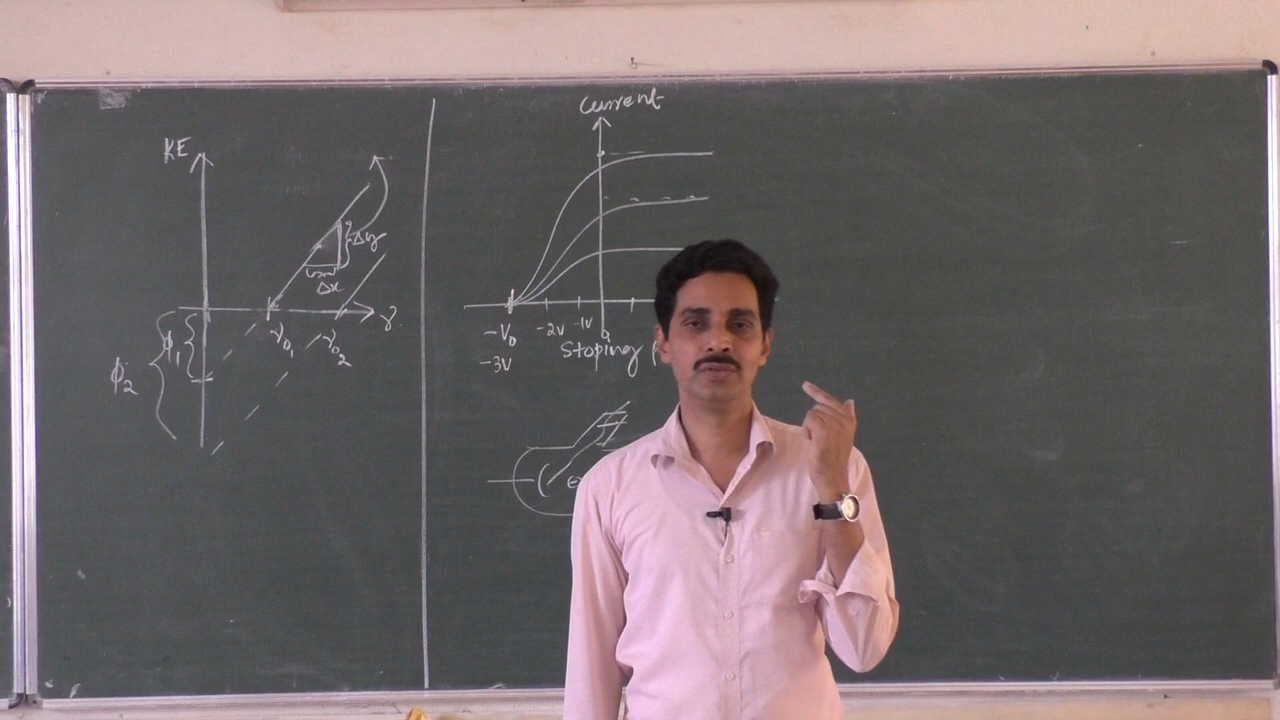 KE
Δy
Δx
ν
ν₀₁
ν₀₂
ϕ₁
ϕ₂
Current
-V₀
-2V
-1V
0
-3V
Stoping